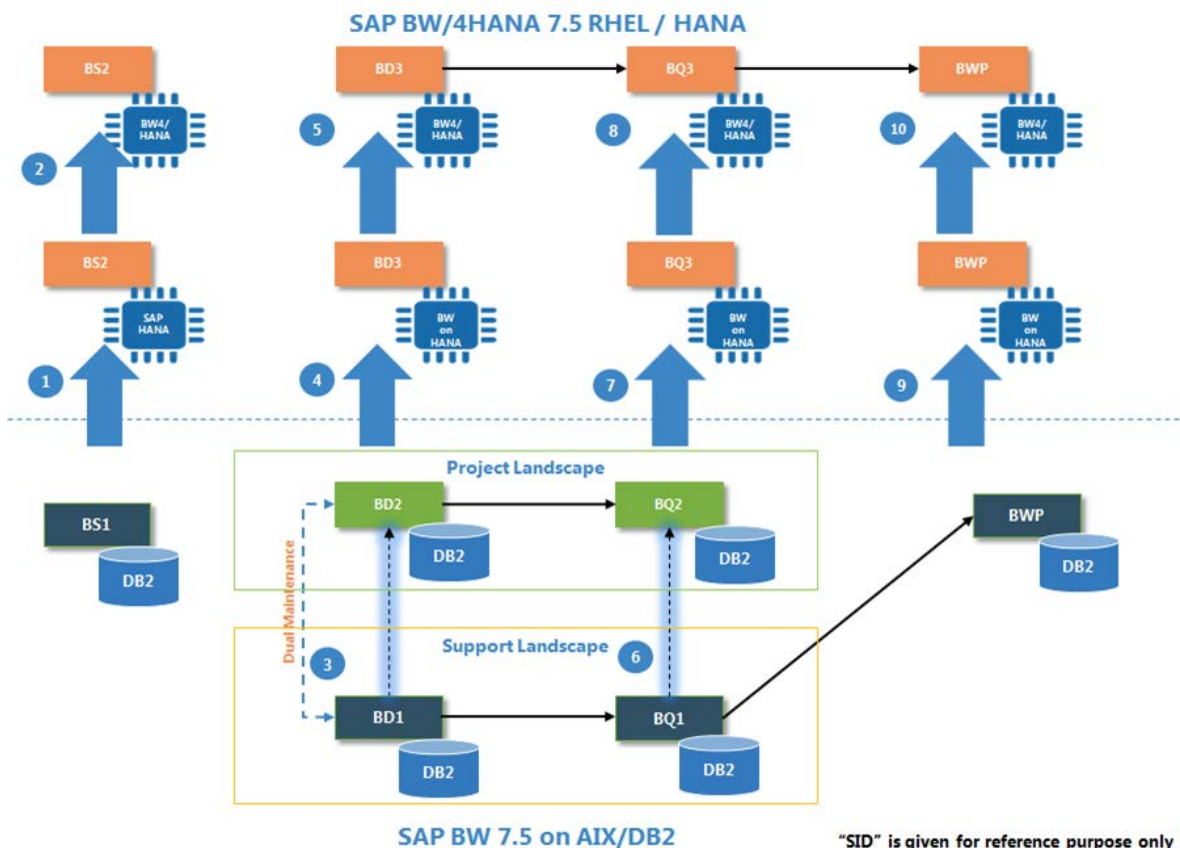 SAP BW/4HANA 7.5 RHEL / HANA
BS2
BD3
BQ3
BWP
BW4/
HANA
BW4/
HANA
BW4/
HANA
BW4/
HANA
2
5
8
10
BS2
BD3
BQ3
BWP
SAP
HANA
BW
on
HANA
BW
on
HANA
BW
on
HANA
1
4
7
9
Project Landscape
BD2
BQ2
DB2
DB2
BS1
DB2
BWP
DB2
Dual Maintenance
Support Landscape
3
6
BD1
BQ1
DB2
DB2
SAP BW 7.5 on AIX/DB2
"SID" is given for reference purpose only